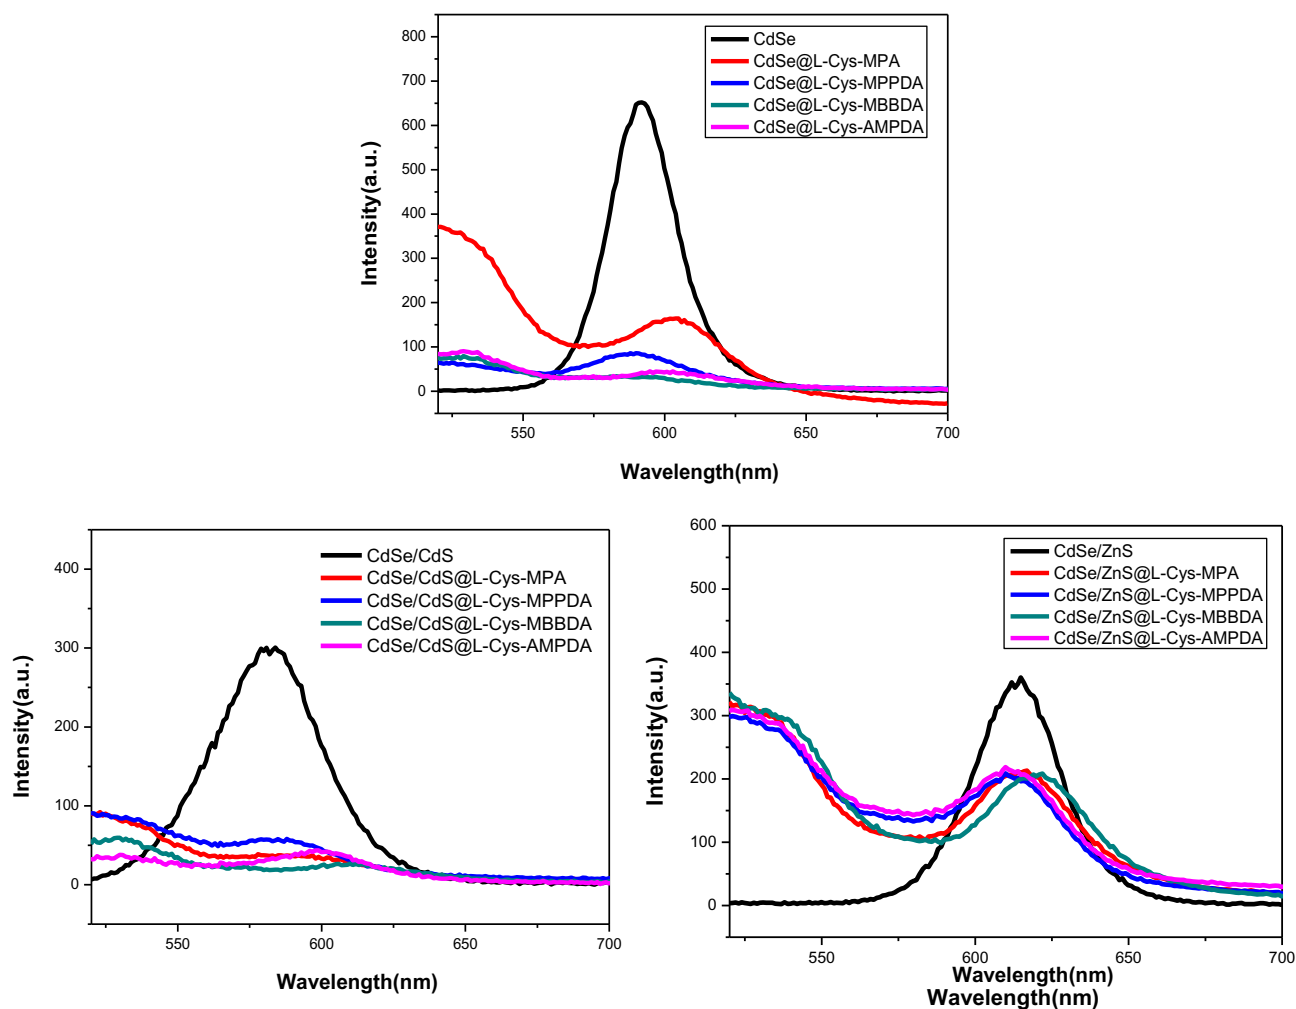 800
700
600
500
400
300
200
100
0
Intensity(a.u.)
CdSe
CdSe@L-Cys-MPA
CdSe@L-Cys-MPPDA
CdSe@L-Cys-MBBDA
CdSe@L-Cys-AMPDA
550 600 650 700
Wavelength(nm)
400
300
200
100
0
Intensity(a.u.)
CdSe/CdS
CdSe/CdS@L-Cys-MPA
CdSe/CdS@L-Cys-MPPDA
CdSe/CdS@L-Cys-MBBDA
CdSe/CdS@L-Cys-AMPDA
550 600 650 700
Wavelength(nm)
600
500
400
300
200
100
0
Intensity(a.u.)
CdSe/ZnS
CdSe/ZnS@L-Cys-MPA
CdSe/ZnS@L-Cys-MPPDA
CdSe/ZnS@L-Cys-MBBDA
CdSe/ZnS@L-Cys-AMPDA
550 600 650 700
Wavelength(nm)
Wavelength(nm)